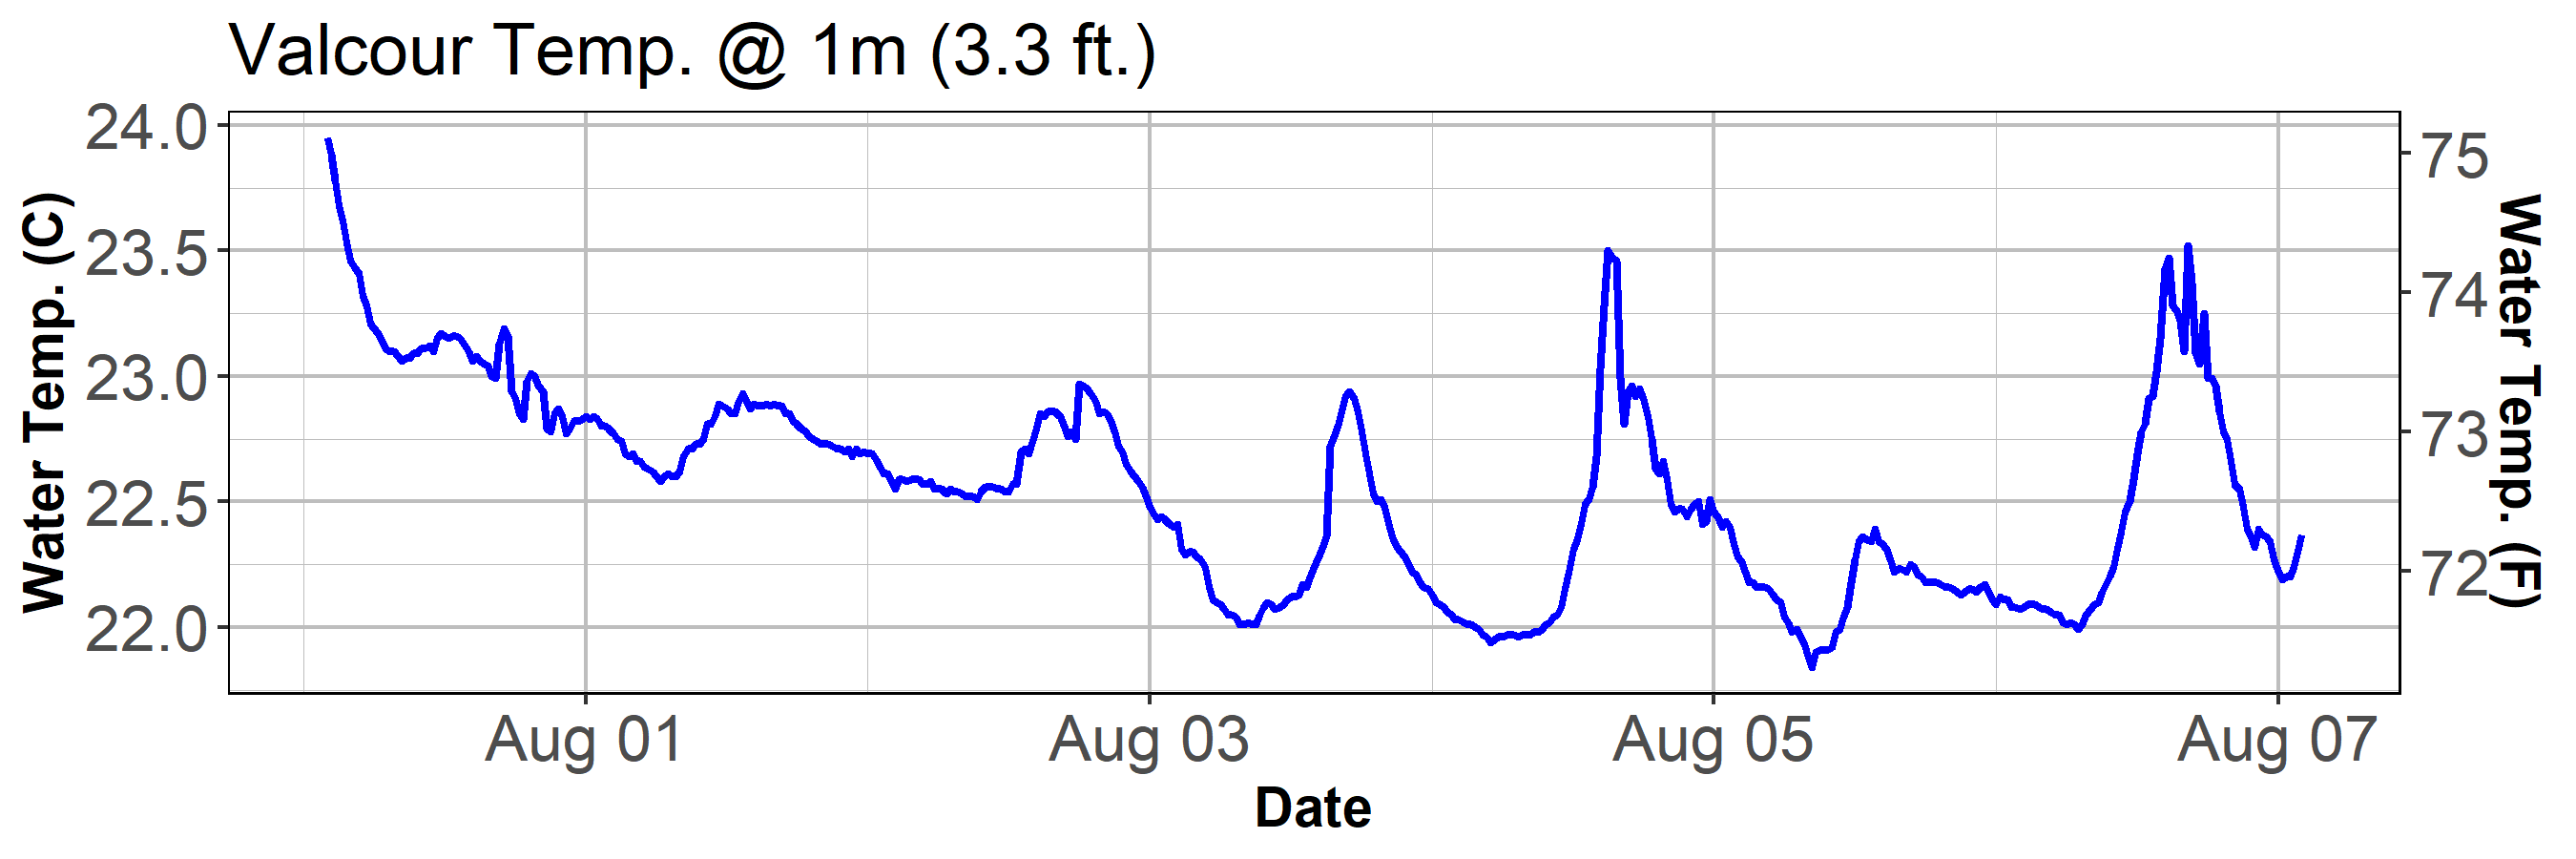 Valcour Temp. @ 1m (3.3 ft.)
Water Temp. (C)
24.0
23.5
23.0
22.5
22.0
75
74
73
72
Water Temp. (F)
Aug 01 Aug 03 Aug 05 Aug 07
Date